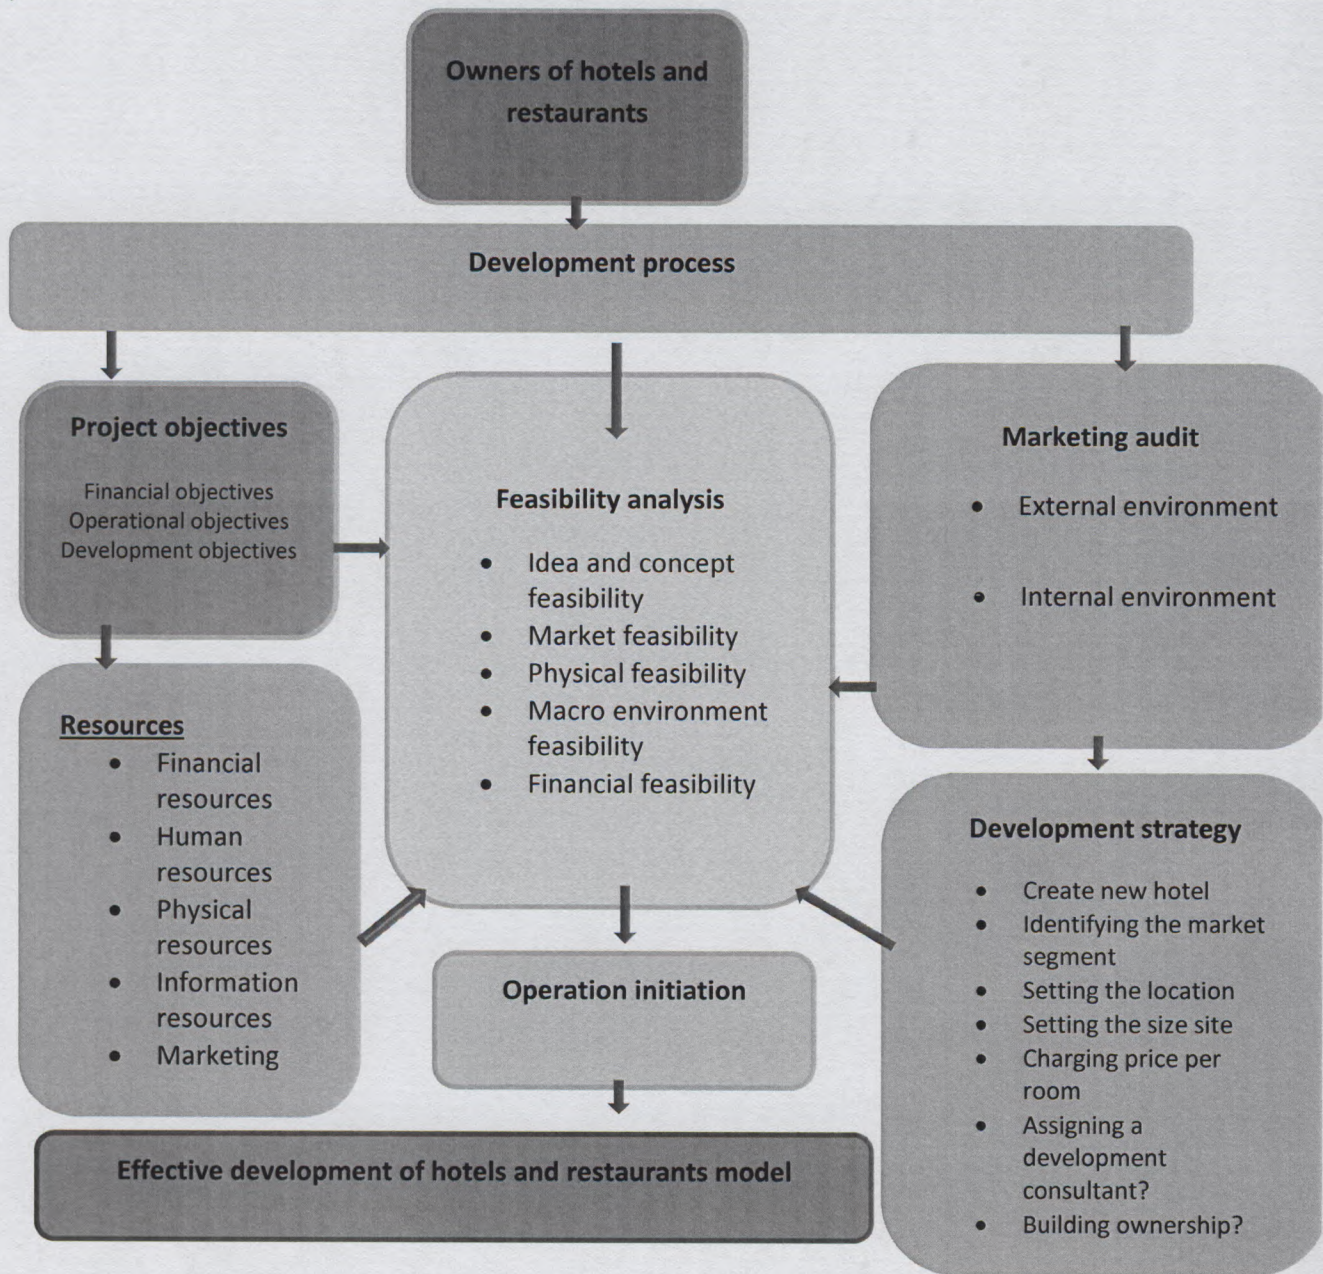 Owners of hotels and
restaurants
Development process
Project objectives
Financial objectives
Operational objectives
Development objectives
Resources
• Financial
resources
• Human
resources
• Physical
resources
• Information
resources
• Marketing
Feasibility analysis
• Idea and concept
feasibility
• Market feasibility
• Physical feasibility
• Macro environment
feasibility
• Financial feasibility
Operation initiation
Effective development of hotels and restaurants model
Marketing audit
• External environment
• Internal environment
Development strategy
• Create new hotel
• Identifying the market
segment
• Setting the location
• Setting the size site
• Charging price per
room
• Assigning a
development
consultant?
• Building ownership?